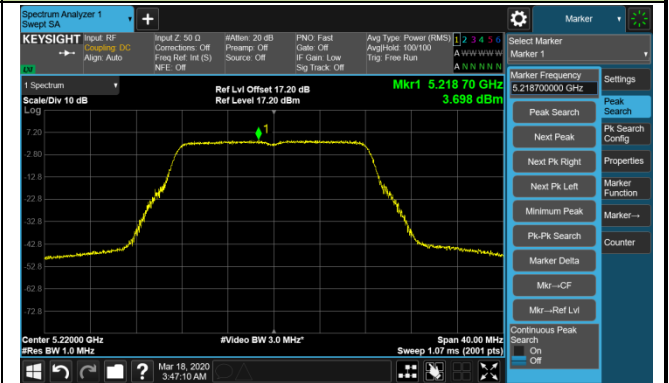 Spectrum Analyzer 1
Swept SA
+
Marker
KEYSIGHT
Input: RF
Coupling: DC
Align: Auto
Input Z: 50 Ω
Corrections: Off
Freq Ref: Int (S)
NFE: Off
#Atten: 20 dB
Preamp: Off
Source: Off
PNO: Fast
Gate: Off
IF Gain: Low
Sig Track: Off
Avg Type: Power (RMS)
Avg|Hold: 100/100
Trig: Free Run
1 2 3 4 5 6
A W W W W W
A N N N N N
LV
Select Marker
Marker 1
1 Spectrum
Scale/Div 10 dB
Log
Ref Lvl Offset 17.20 dB
Ref Level 17.20 dBm
Mkr1 5.218 70 GHz
3.698 dBm
1
7.20
-2.80
-12.8
-22.8
-32.8
-42.8
-52.8
-62.8
-72.8
Center 5.22000 GHz
#Res BW 1.0 MHz
#Video BW 3.0 MHz*
Span 40.00 MHz
Sweep 1.07 ms (2001 pts)
Marker Frequency
5.218700000 GHz
Peak Search
Next Peak
Next Pk Right
Next Pk Left
Minimum Peak
Pk-Pk Search
Marker Delta
Mkr→CF
Mkr→Ref Lvl
Continuous Peak
Search
On
Off
Settings
Peak
Search
Pk Search
Config
Properties
Marker
Function
Marker→
Counter
?
Mar 18, 2020
3:47:10 AM